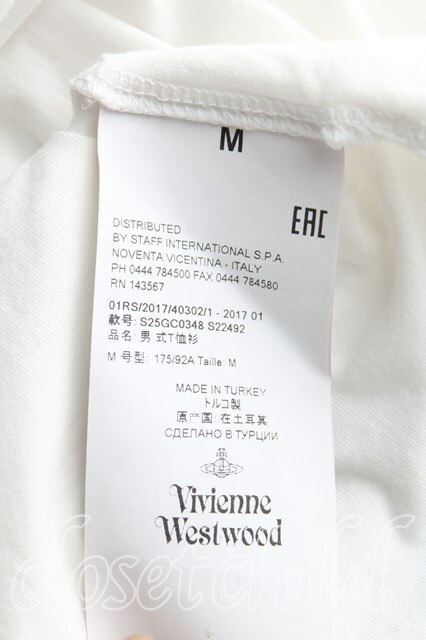 M
EAC
DISTRIBUTED
BY STAFF INTERNATIONAL S.P.A.
NOVENTA VICENTINA - ITALY
PH 0444 784500 FAX 0444 784580
RN 143567
01RS/2017/40302/1 - 2017 01
款号: S25GC0348 S22492
品名: 男 式T恤衫
M 号型: 175/92A Taille: M
MADE IN TURKEY
トルコ製
原产国: 在土耳其
СДЕЛАНО В ТУРЦИИ
Vivienne
Westwood
closetchild